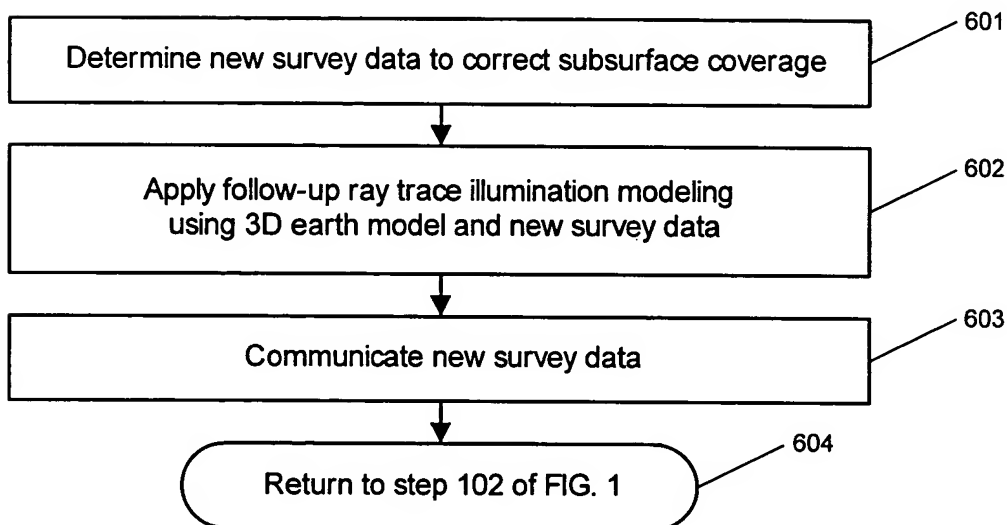 601
Determine new survey data to correct subsurface coverage
602
Apply follow-up ray trace illumination modeling
using 3D earth model and new survey data
603
Communicate new survey data
604
Return to step 102 of FIG. 1